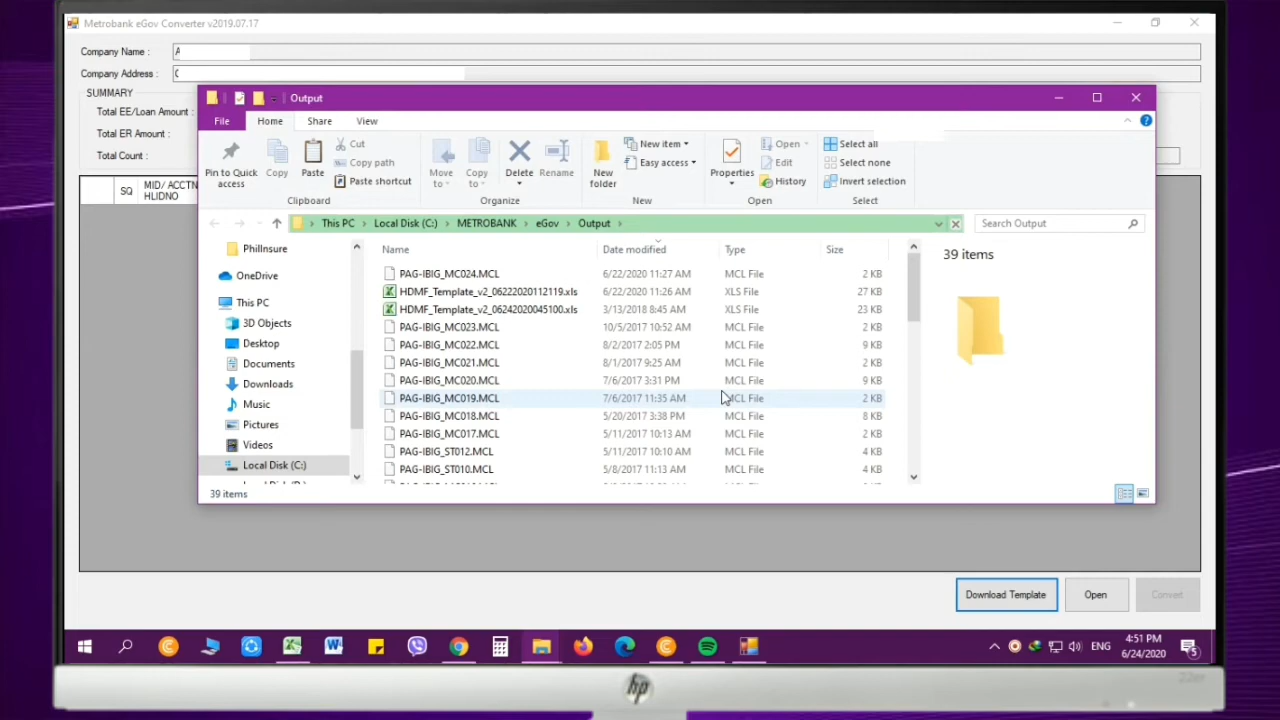 Metrobank eGov Converter v2019.07.17
Company Name : A
Company Address : C
SUMMARY
Total EE/Loan Amount :
Total ER Amount :
Total Count :
SQ
MID/ ACCTN
HLIDNO
Output
File Home Share View
Pin to Quick access
Copy
Paste
Cut
Copy path
Paste shortcut
Clipboard
Move to
Copy to
Delete
Rename
Organize
New folder
New item
Easy access
New
Properties
Open
Edit
History
Open
Select all
Select none
Invert selection
Select
This PC > Local Disk (C:) > METROBANK > eGov > Output >
Search Output
PhilInsure
OneDrive
This PC
3D Objects
Desktop
Documents
Downloads
Music
Pictures
Videos
Local Disk (C:)
Name Date modified Type Size
PAG-IBIG_MC024.MCL 6/22/2020 11:27 AM MCL File 2 KB
HDMF_Template_v2_06222020112119.xls 6/22/2020 11:26 AM XLS File 27 KB
HDMF_Template_v2_06242020045100.xls 3/13/2018 8:45 AM XLS File 23 KB
PAG-IBIG_MC023.MCL 10/5/2017 10:52 AM MCL File 2 KB
PAG-IBIG_MC022.MCL 8/2/2017 2:05 PM MCL File 9 KB
PAG-IBIG_MC021.MCL 8/1/2017 9:25 AM MCL File 2 KB
PAG-IBIG_MC020.MCL 7/6/2017 3:31 PM MCL File 9 KB
PAG-IBIG_MC019.MCL 7/6/2017 11:35 AM MCL File 2 KB
PAG-IBIG_MC018.MCL 5/20/2017 3:38 PM MCL File 8 KB
PAG-IBIG_MC017.MCL 5/11/2017 10:13 AM MCL File 4 KB
PAG-IBIG_ST012.MCL 5/11/2017 10:10 AM MCL File 4 KB
PAG-IBIG_ST010.MCL 5/8/2017 11:13 AM MCL File 4 KB
39 items
39 items
Download Template
Open
Convert
ENG
4:51 PM
6/24/2020
5
hp
22er